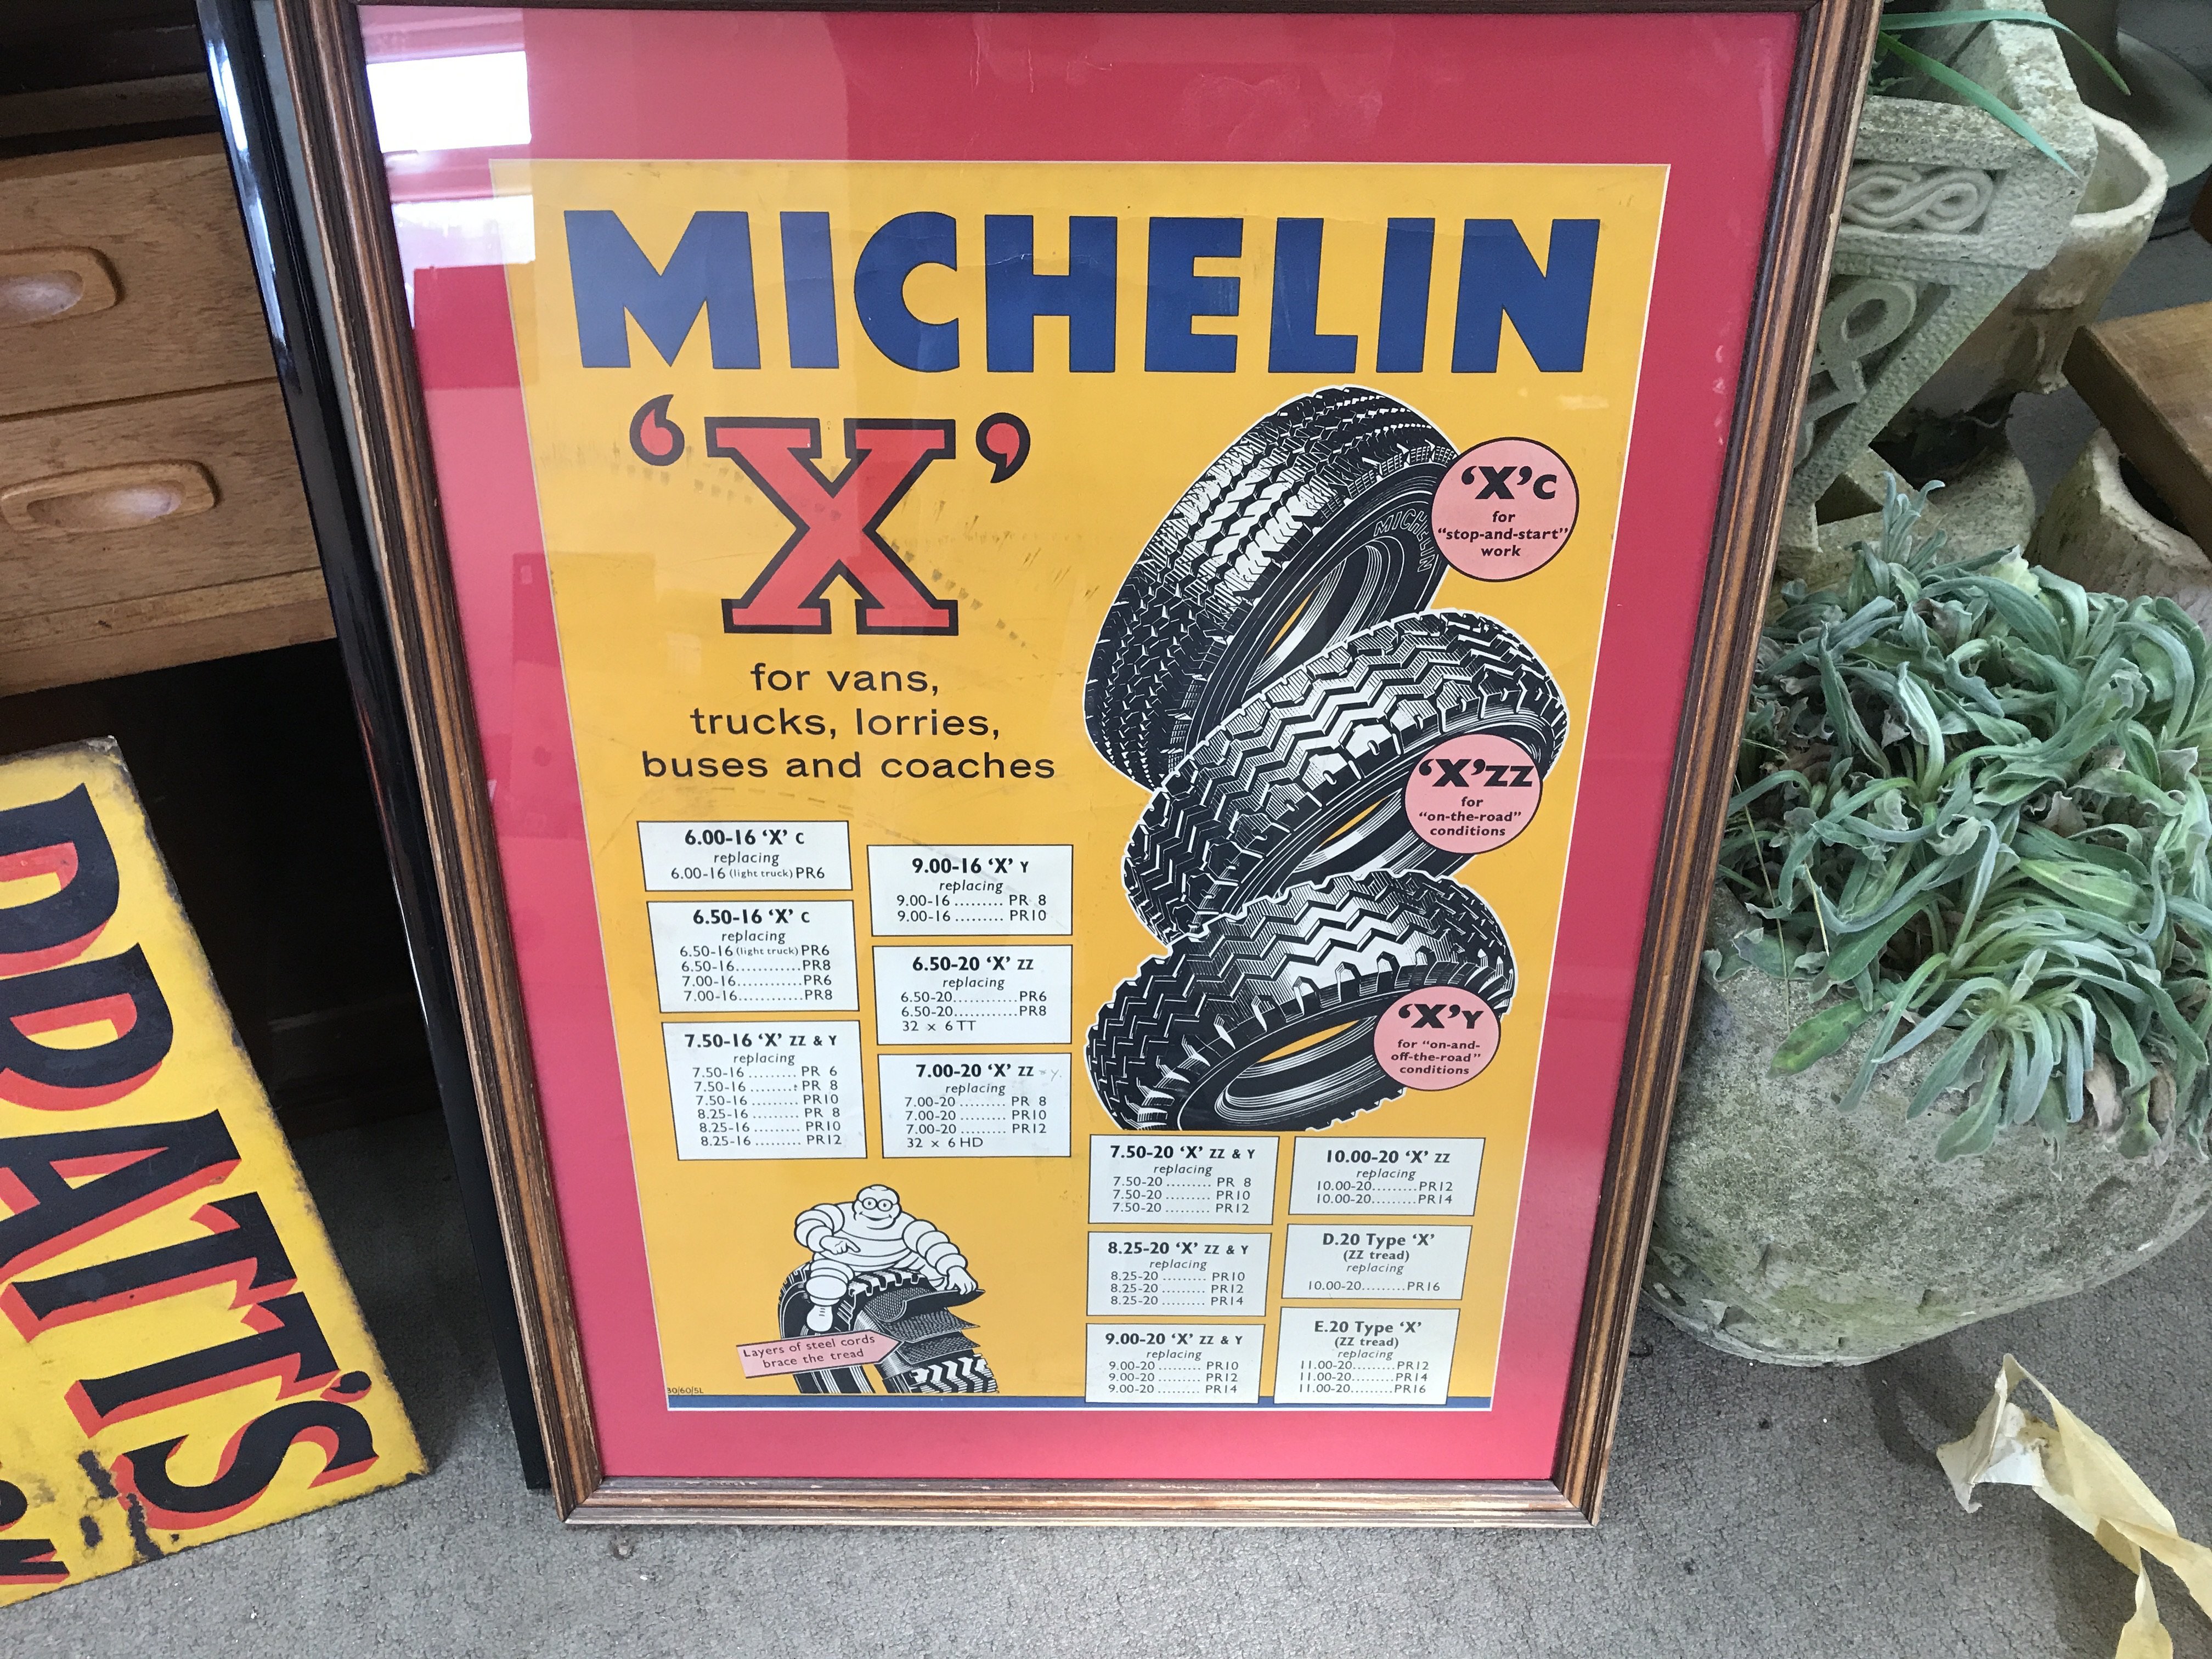 MICHELIN
‘X’
for vans,
trucks, lorries,
buses and coaches
MICHELIN
‘X’C
for
“stop-and-start”
work
‘X’ZZ
for
“on-the-road”
conditions
‘X’Y
for “on-and-
off-the-road”
conditions
6.00-16 ‘X’ C
replacing
6.00-16 (light truck) PR6
6.50-16 ‘X’ C
replacing
6.50-16 (light truck) PR6
6.50-16............PR8
7.00-16............PR6
7.00-16............PR8
7.50-16 ‘X’ ZZ & Y
replacing
7.50-16 ......... PR 6
7.50-16 ......... PR 8
7.50-16 ......... PR10
8.25-16 ......... PR 8
8.25-16 ......... PR10
8.25-16 ......... PR12
9.00-16 ‘X’ Y
replacing
9.00-16 ......... PR 8
9.00-16 ......... PR10
6.50-20 ‘X’ ZZ
replacing
6.50-20............PR6
6.50-20............PR8
32 x 6 TT
7.00-20 ‘X’ ZZ
replacing
7.00-20 ......... PR 8
7.00-20 ......... PR10
7.00-20 ......... PR12
32 x 6 HD
7.50-20 ‘X’ ZZ & Y
replacing
7.50-20 ......... PR 8
7.50-20 ......... PR10
7.50-20 ......... PR12
8.25-20 ‘X’ ZZ & Y
replacing
8.25-20 ......... PR10
8.25-20 ......... PR12
8.25-20 ......... PR14
9.00-20 ‘X’ ZZ & Y
replacing
9.00-20 ......... PR10
9.00-20 ......... PR12
9.00-20 ......... PR14
10.00-20 ‘X’ ZZ
replacing
10.00-20.........PR12
10.00-20.........PR14
D.20 Type ‘X’
(ZZ tread)
replacing
10.00-20.........PR16
E.20 Type ‘X’
(ZZ tread)
replacing
11.00-20.........PR12
11.00-20.........PR14
11.00-20.........PR16
Layers of steel cords
brace the tread
30/60/5L
PRATT'S